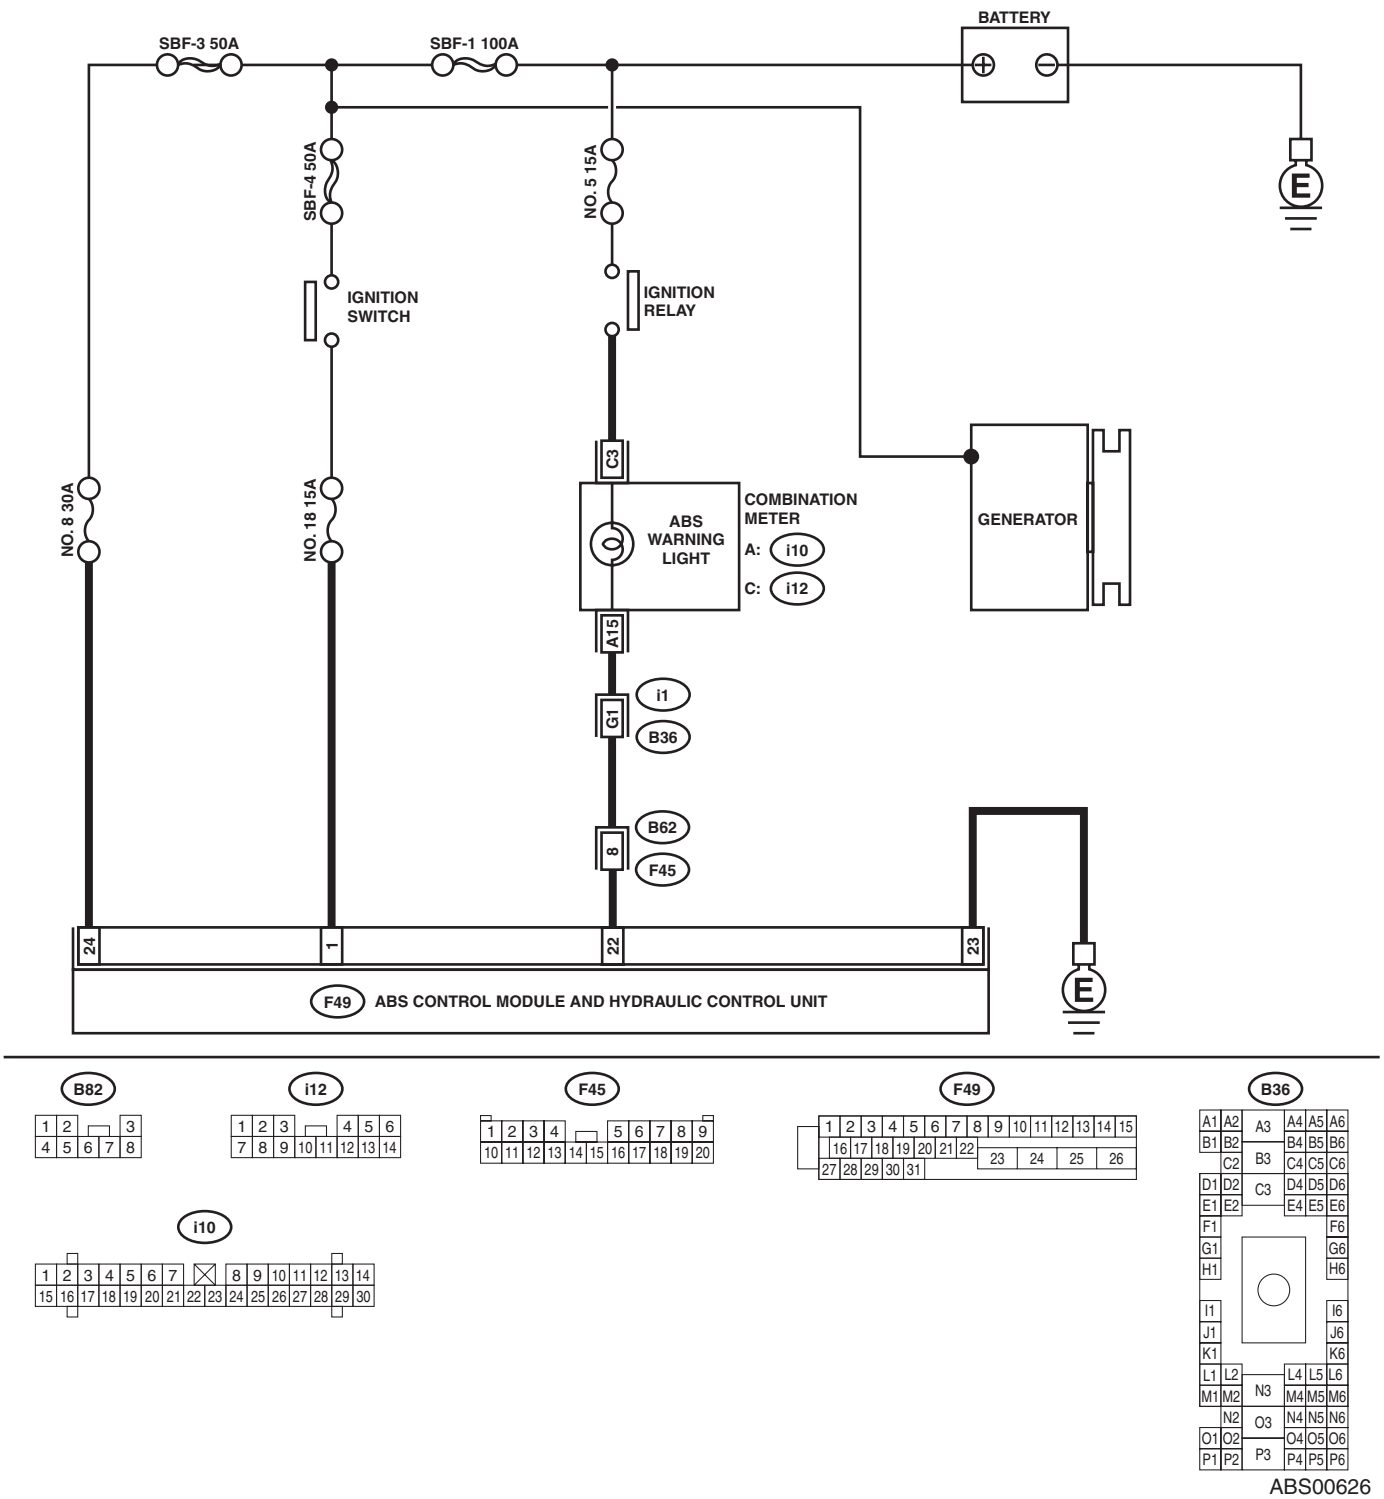 BATTERY
SBF-3 50A
SBF-1 100A
SBF-4 50A
NO. 5 15A
E
IGNITION
SWITCH
IGNITION
RELAY
C3
NO. 8 30A
NO. 18 15A
ABS
WARNING
LIGHT
COMBINATION
METER
A: i10
C: i12
GENERATOR
A15
i1
G1
B36
B62
8
F45
24
1
22
23
E
F49 ABS CONTROL MODULE AND HYDRAULIC CONTROL UNIT
B82
1 2 3
4 5 6 7 8
i12
1 2 3 4 5 6
7 8 9 10 11 12 13 14
F45
1 2 3 4 5 6 7 8 9
10 11 12 13 14 15 16 17 18 19 20
F49
1 2 3 4 5 6 7 8 9 10 11 12 13 14 15
16 17 18 19 20 21 22 23 24 25 26
27 28 29 30 31
B36
A1 A2 A3 A4 A5 A6
B1 B2 B3 B4 B5 B6
C2 C3 C4 C5 C6
D1 D2 D4 D5 D6
E1 E2 E4 E5 E6
F1 F6
G1 G6
H1 H6
I1 I6
J1 J6
K1 K6
L1 L2 L4 L5 L6
M1 M2 N3 M4 M5 M6
N2 O3 N4 N5 N6
O1 O2 O4 O5 O6
P1 P2 P3 P4 P5 P6
i10
1 2 3 4 5 6 7 8 9 10 11 12 13 14
15 16 17 18 19 20 21 22 23 24 25 26 27 28 29 30
ABS00626